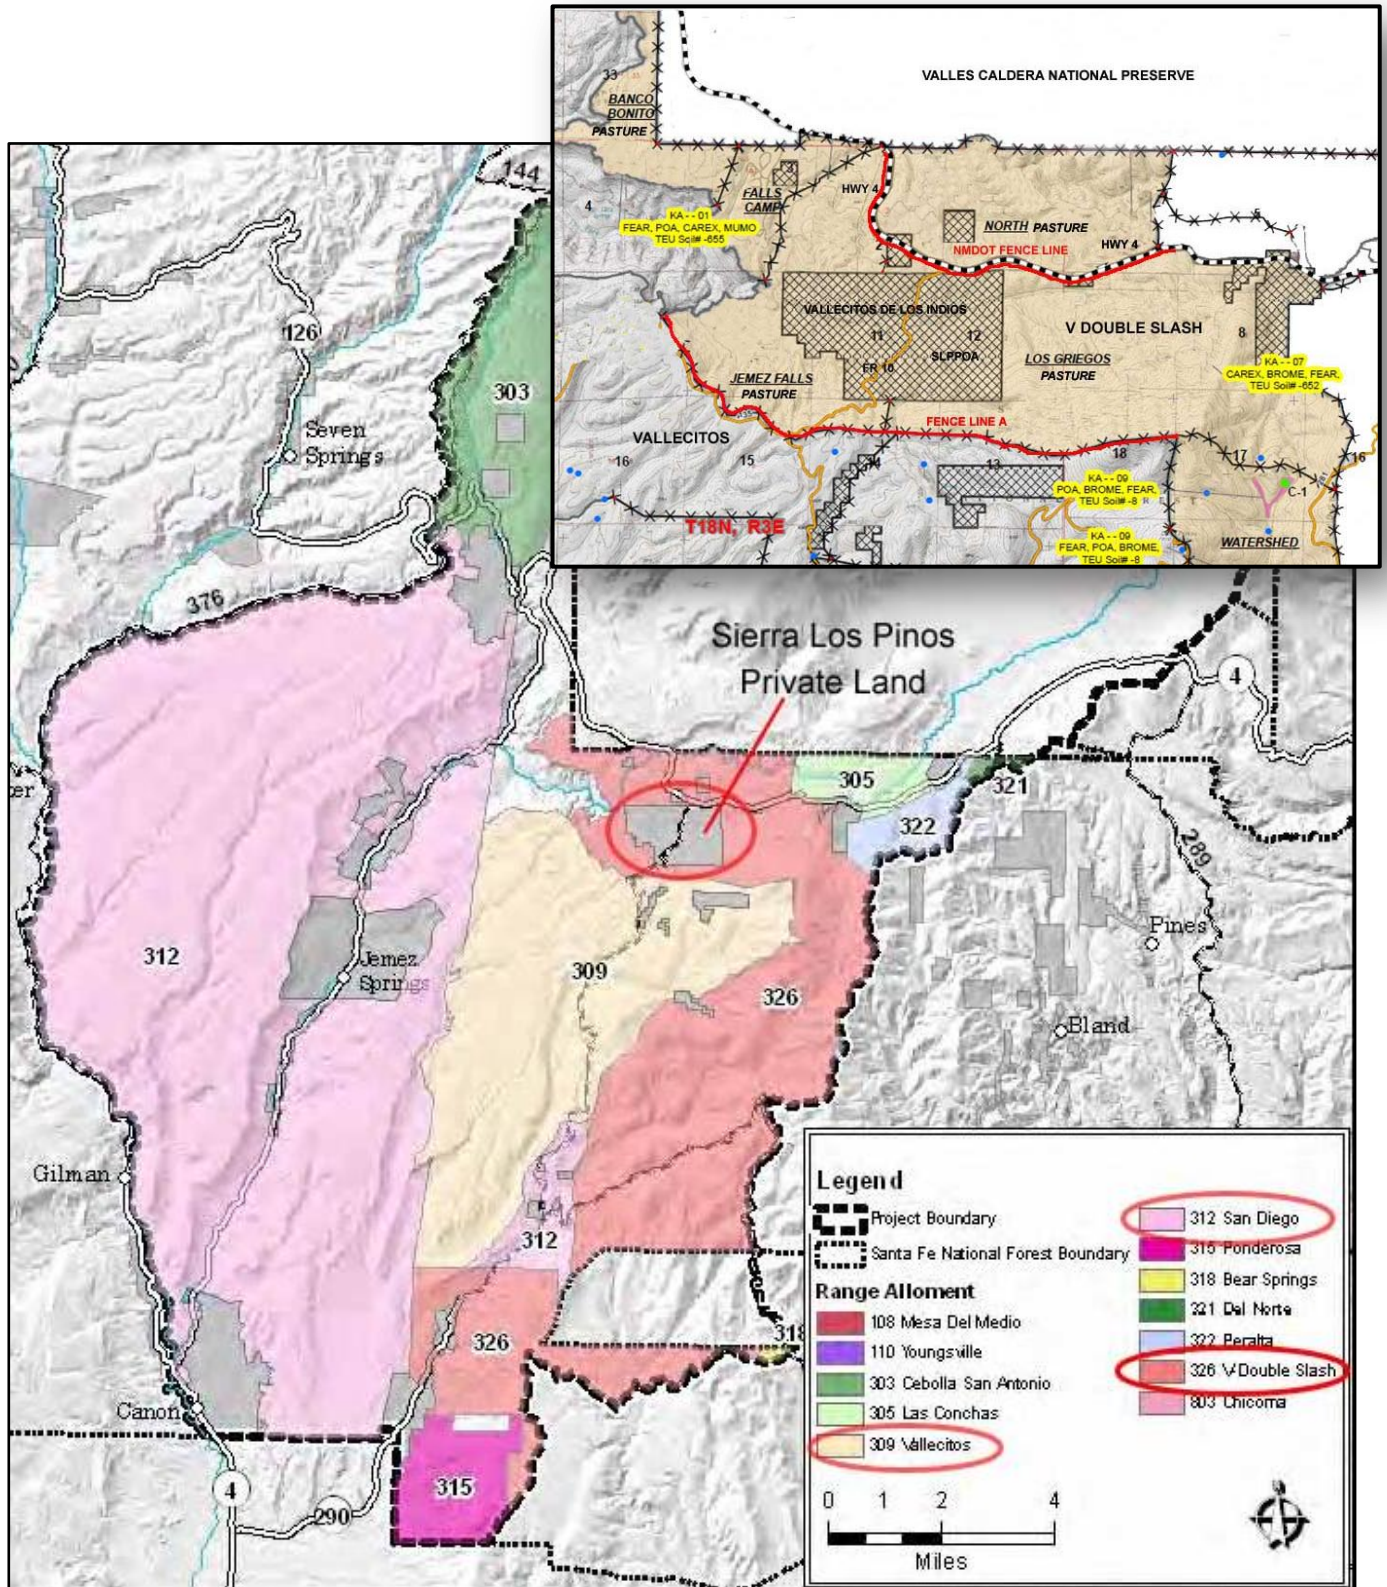 VALLES CALDERA NATIONAL PRESERVE
33
BANCO
BONITO
PASTURE
HWY 4
FALLS
CAMP
4
KA - - 01
FEAR, POA, CAREX, MUMO
TEU Soil# -655
NORTH PASTURE
NMDOT FENCE LINE
HWY 4
VALLECITOS DE LOS INDIOS
11
12
V DOUBLE SLASH
8
SLPPOA
LOS GRIEGOS
PASTURE
FR 10
JEMEZ FALLS
PASTURE
KA - - 07
CAREX, BROME, FEAR,
TEU Soil# -652
FENCE LINE A
VALLECITOS
16
15
14
13
18
17
16
KA - - 09
POA, BROME, FEAR,
TEU Soil# -8
C-1
T18N, R3E
KA - - 09
FEAR, POA, BROME,
TEU Soil# -8
WATERSHED
144
126
303
Seven
Springs
376
Sierra Los Pinos
Private Land
4
305
321
322
289
312
Jemez
Springs
309
326
Pines
Bland
Gilman
312
326
318
Canon
4
290
315
Legend
Project Boundary
Santa Fe National Forest Boundary
Range Alloment
108 Mesa Del Medio
110 Youngsville
303 Cebolla San Antonio
305 Las Conchas
309 Vallecitos
312 San Diego
315 Ponderosa
318 Bear Springs
321 Del Norte
322 Peralta
326 V-Double Slash
803 Chicoma
0 1 2 4
Miles